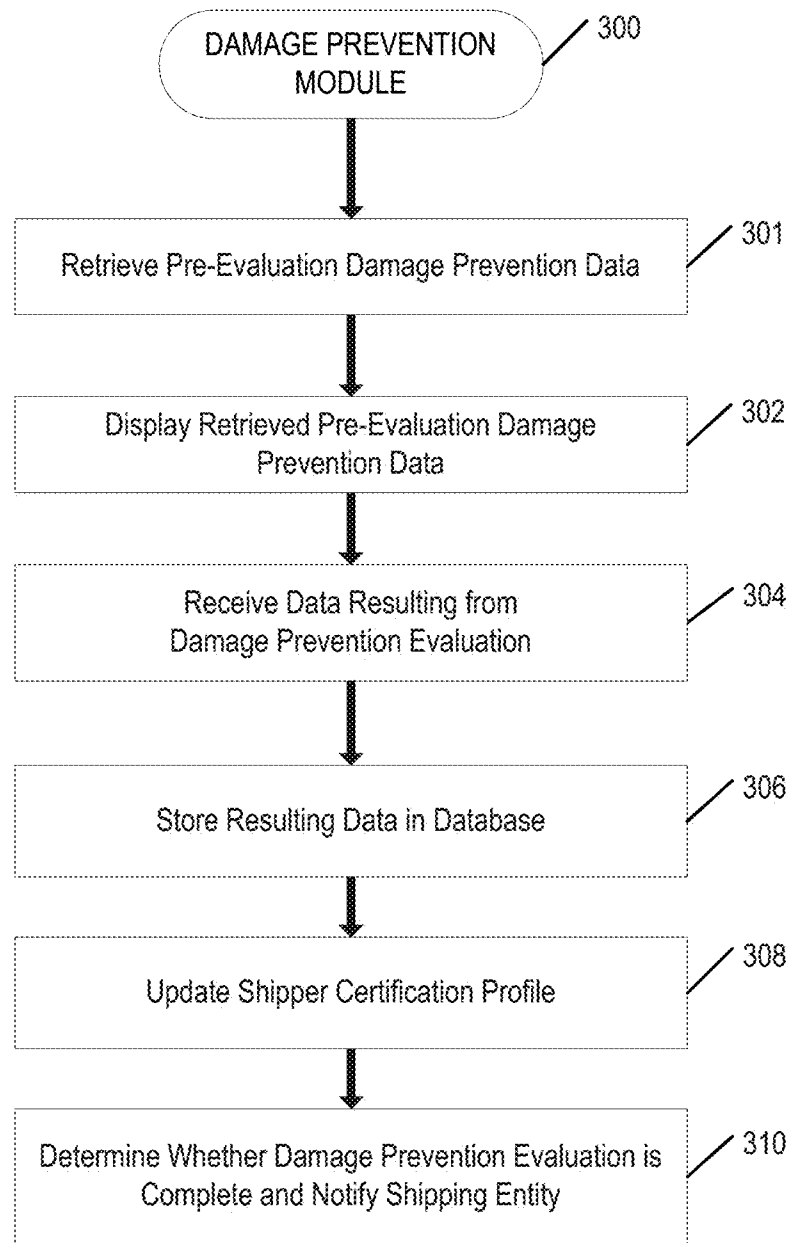 DAMAGE PREVENTION
MODULE
300
Retrieve Pre-Evaluation Damage Prevention Data
301
Display Retrieved Pre-Evaluation Damage
Prevention Data
302
Receive Data Resulting from
Damage Prevention Evaluation
304
Store Resulting Data in Database
306
Update Shipper Certification Profile
308
Determine Whether Damage Prevention Evaluation is
Complete and Notify Shipping Entity
310